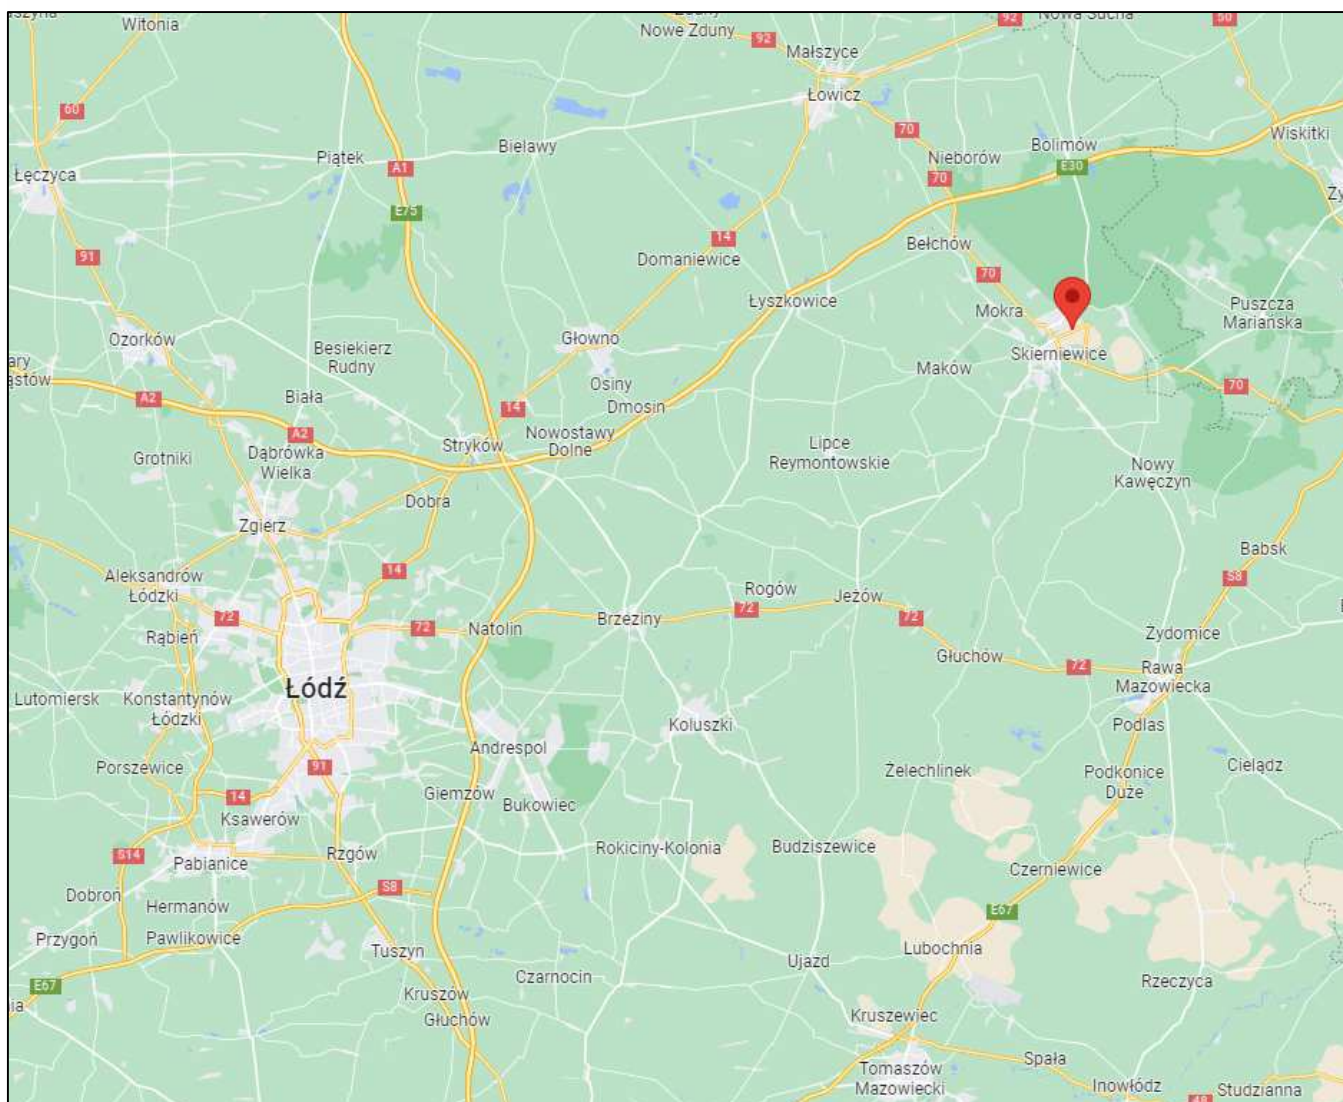 Witonia
Nowe Zduny
92
92
Nowa Sucha
50
Małszyce
Łowicz
60
Piątek
A1
Bielawy
70
Nieborów
Bolimów
E30
Wiskitki
Łęczyca
E75
70
91
14
Domaniewice
Bełchów
70
Łyszkowice
Mokra
Puszcza
Mariańska
Ozorków
Besiekierz
Rudny
Głowno
Skierniewice
Osiny
Maków
70
A2
Biała
14
Dmosin
A2
Stryków
Nowostawy
Dolne
Lipce
Reymontowskie
Grotniki
Dąbrówka
Wielka
Nowy
Kawęczyn
Dobra
Zgierz
Babsk
Aleksandrów
Łódzki
14
S8
Rogów
Jeżów
72
72
Natolin
Brzeziny
72
72
Rąbień
Żydomice
Głuchów
72
Rawa
Mazowiecka
Lutomiersk
Konstantynów
Łódzki
Łódź
Koluszki
Podlas
Andrespol
Porszewice
91
Żelechlinek
Podkonice
Duże
Cielądz
14
Giemzów
Bukowiec
Ksawerów
S14
Pabianice
Rzgów
Rokiciny-Kolonia
Budziszewice
Czerniewice
Dobroń
S8
Hermanów
E67
Przygoń
Pawlikowice
Tuszyn
Lubochnia
Ujazd
E67
Czarnocin
Rzeczyca
Kruszów
Głuchów
Kruszewiec
Spała
Tomaszów
Mazowiecki
Inowłódz
48
Studzianna